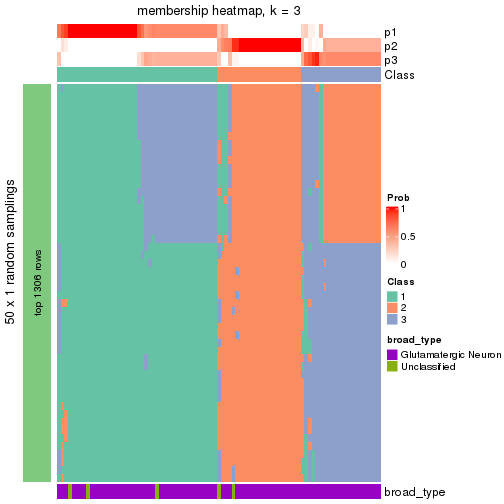 membership heatmap, k = 3
p1
p2
p3
Class
50 x 1 random samplings
top 1306 rows
Prob
1
0.5
0
Class
1
2
3
broad_type
Glutamatergic Neuron
Unclassified
broad_type